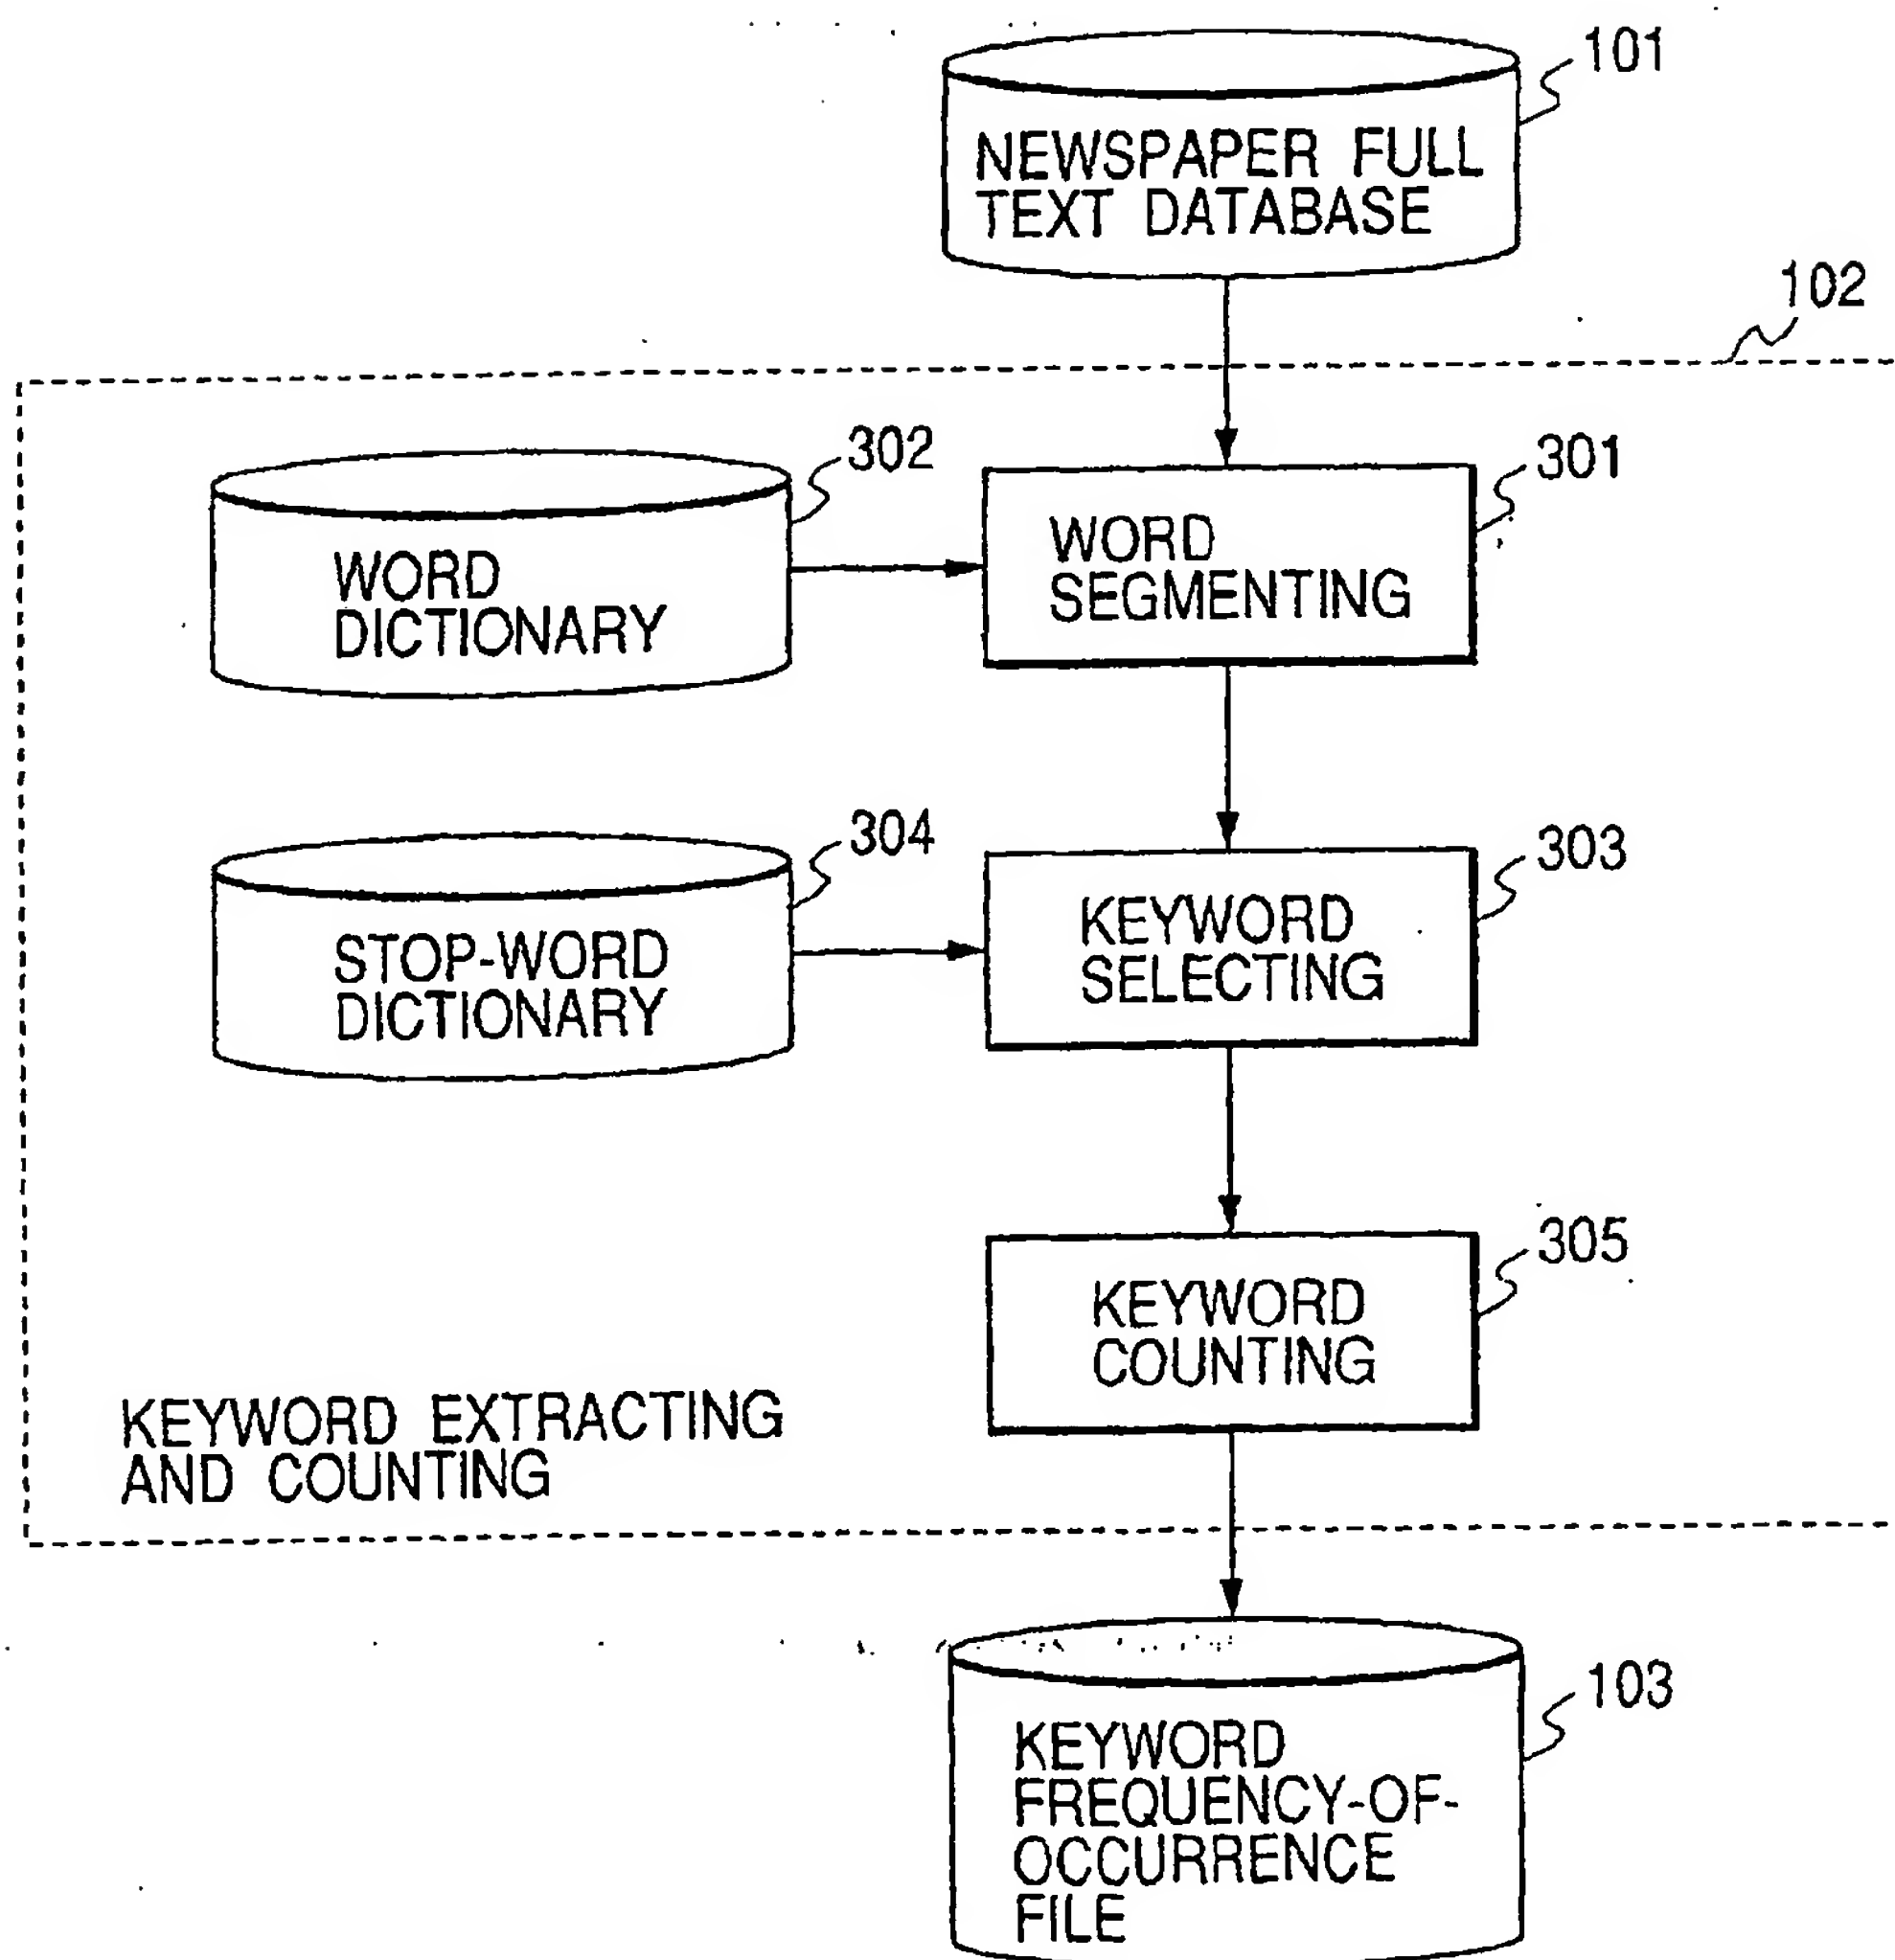 101
NEWSPAPER FULL
TEXT DATABASE
102
302
301
WORD
DICTIONARY
WORD
SEGMENTING
304
303
STOP-WORD
DICTIONARY
KEYWORD
SELECTING
305
KEYWORD
COUNTING
KEYWORD EXTRACTING
AND COUNTING
103
KEYWORD
FREQUENCY-OF-
OCCURRENCE
FILE